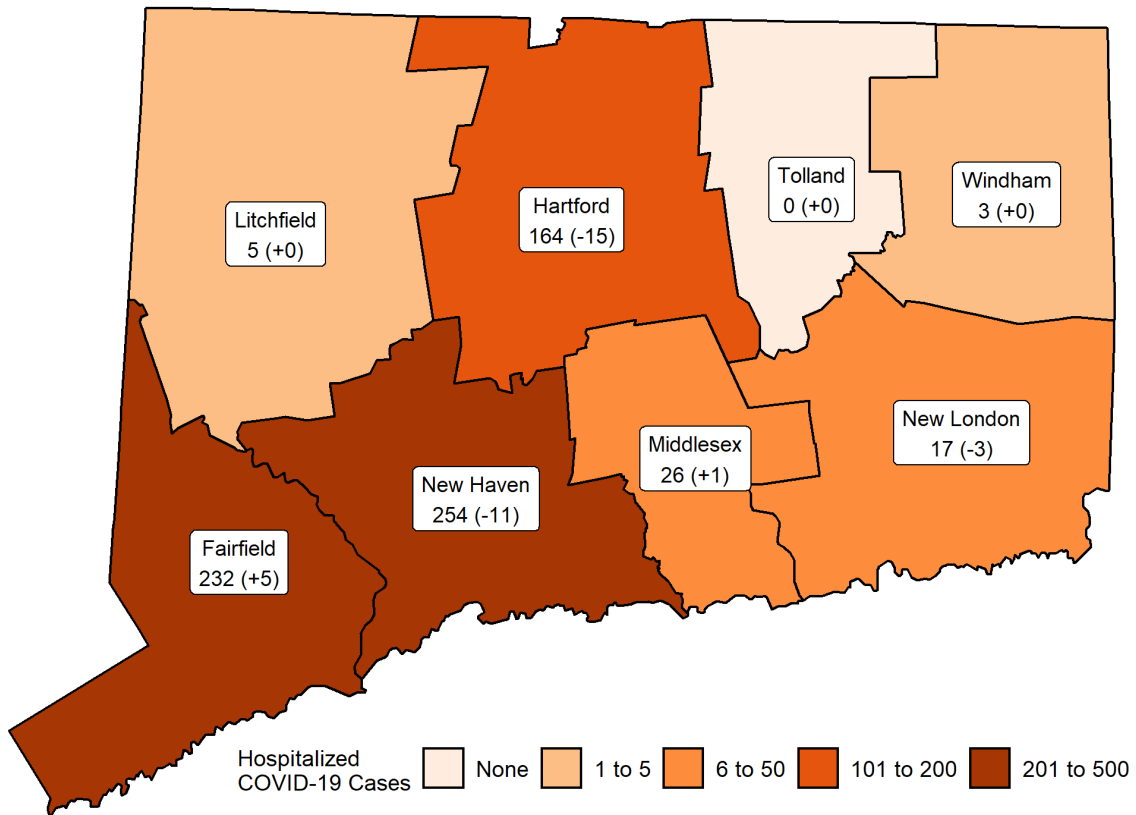 Tolland
0 (+0)
Windham
3 (+0)
Litchfield
5 (+0)
Hartford
164 (-15)
New London
17 (-3)
Middlesex
26 (+1)
New Haven
254 (-11)
Fairfield
232 (+5)
Hospitalized
COVID-19 Cases
None
1 to 5
6 to 50
101 to 200
201 to 500